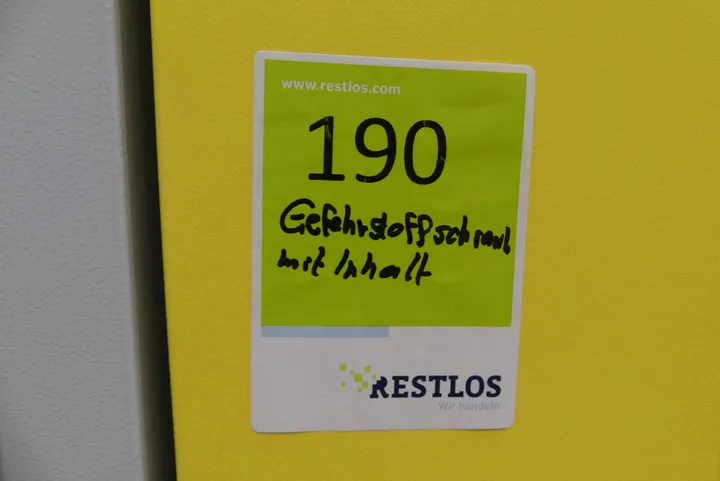 www.restlos.com
190
Gefahrstoffschrank
mit Inhalt
RESTLOS
Wir handeln.